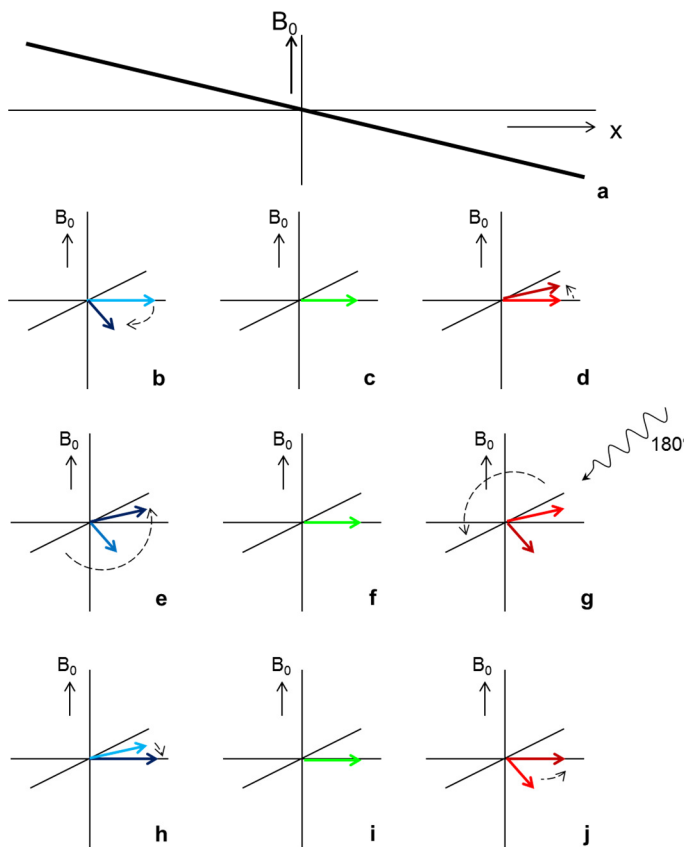 B₀
x
a
B₀ B₀ B₀
b c d
B₀ B₀ B₀ 180°
e f g
B₀ B₀ B₀
h i j